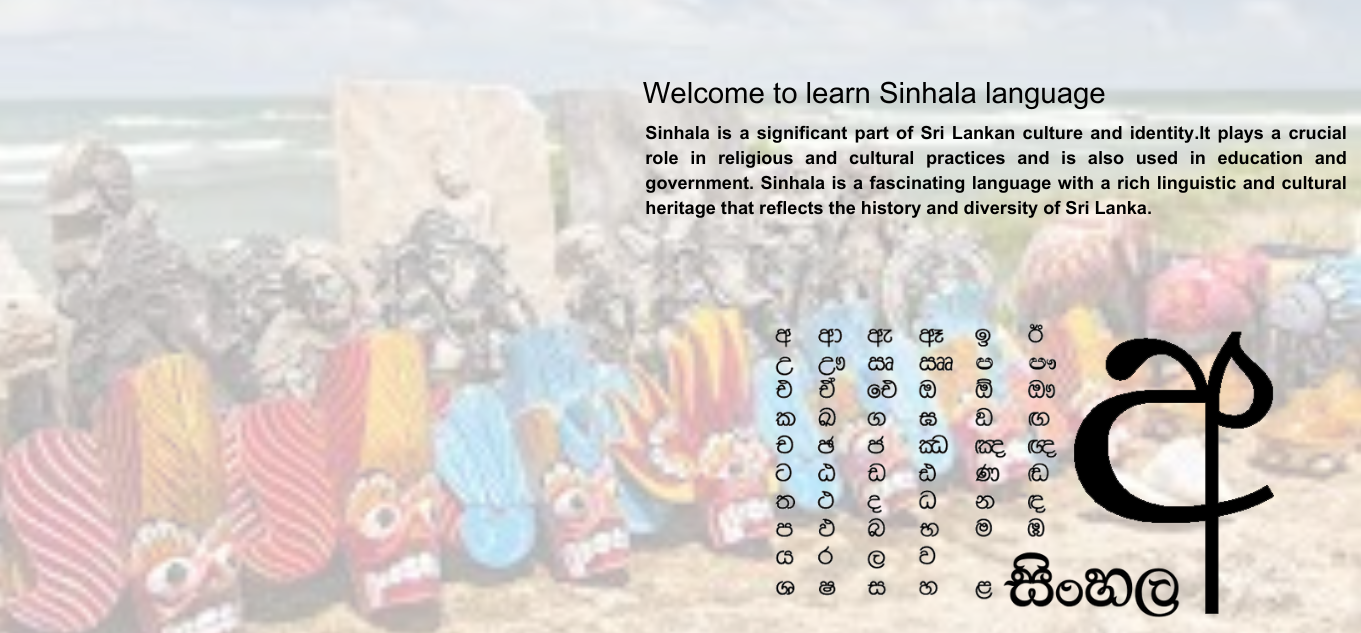 Welcome to learn Sinhala language
Sinhala is a significant part of Sri Lankan culture and identity.It plays a crucial
role in religious and cultural practices and is also used in education and
government. Sinhala is a fascinating language with a rich linguistic and cultural
heritage that reflects the history and diversity of Sri Lanka.
අ ආ ඇ ඈ ඉ ඊ
උ ඌ ඍ ඎ ඏ ඐ
එ ඒ ඓ ඔ ඕ ඖ
ක ඛ ග ඝ ඞ ඟ
ච ඡ ජ ඣ ඤ ඥ
ට ඨ ඩ ඪ ණ ඬ
ත ථ ද ධ න ඳ
ප ඵ බ භ ම ඹ
ය ර ල ව
ශ ෂ ස හ ළ
අ
සිංහල